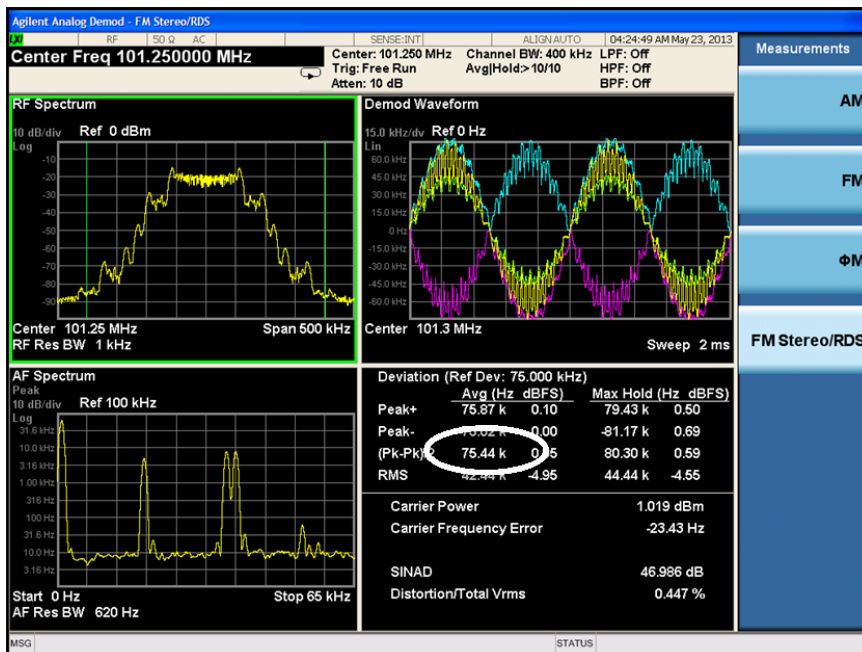 Agilent Analog Demod - FM Stereo/RDS
LXI RF 50 Ω AC SENSE:INT ALIGN AUTO 04:24:49 AM May 23, 2013
Center Freq 101.250000 MHz
Center: 101.250 MHz Channel BW: 400 kHz LPF: Off
Trig: Free Run Avg|Hold:>10/10 HPF: Off
Atten: 10 dB BPF: Off
Measurements
AM
FM
ΦM
FM Stereo/RDS
RF Spectrum
10 dB/div Ref 0 dBm
Log
-10
-20
-30
-40
-50
-60
-70
-80
-90
Center 101.25 MHz Span 500 kHz
RF Res BW 1 kHz
Demod Waveform
15.0 kHz/dv Ref 0 Hz
Lin
60.0 kHz
45.0 kHz
30.0 kHz
15.0 kHz
0 Hz
-15.0 kHz
-30.0 kHz
-45.0 kHz
-60.0 kHz
Center 101.3 MHz
Sweep 2 ms
AF Spectrum
Peak
10 dB/div Ref 100 kHz
Log
31.6 kHz
10.0 kHz
3.16 kHz
1.00 kHz
316 Hz
100 Hz
31.6 Hz
10.0 Hz
3.16 Hz
Start 0 Hz Stop 65 kHz
AF Res BW 620 Hz
Deviation (Ref Dev: 75.000 kHz)
Avg (Hz dBFS) Max Hold (Hz dBFS)
Peak+ 75.87 k 0.10 79.43 k 0.50
Peak- 0.00 -81.17 k 0.69
(Pk-Pk) 75.44 k 80.30 k 0.59
RMS 42.44 k -4.95 44.44 k -4.55
Carrier Power 1.019 dBm
Carrier Frequency Error -23.43 Hz
SINAD 46.986 dB
Distortion/Total Vrms 0.447 %
MSG STATUS